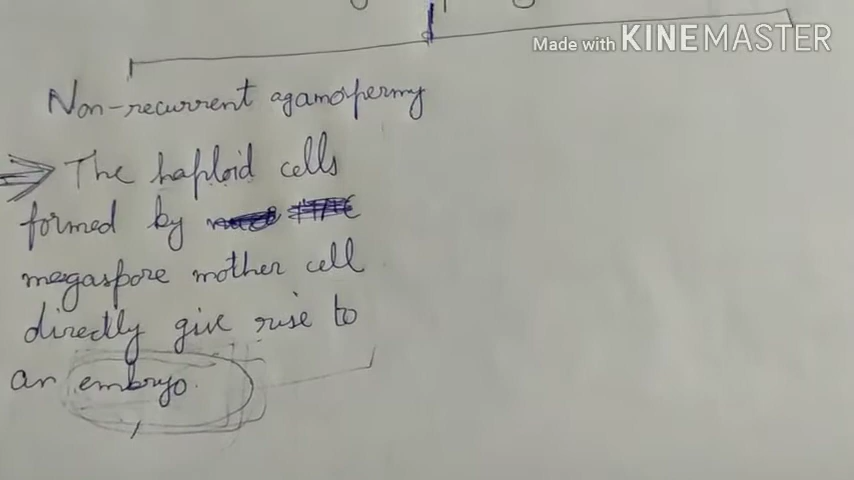 Made with KINEMASTER
Non-recurrent agamospermy
The haploid cells
formed by
megaspore mother cell
directly give rise to
an embryo.